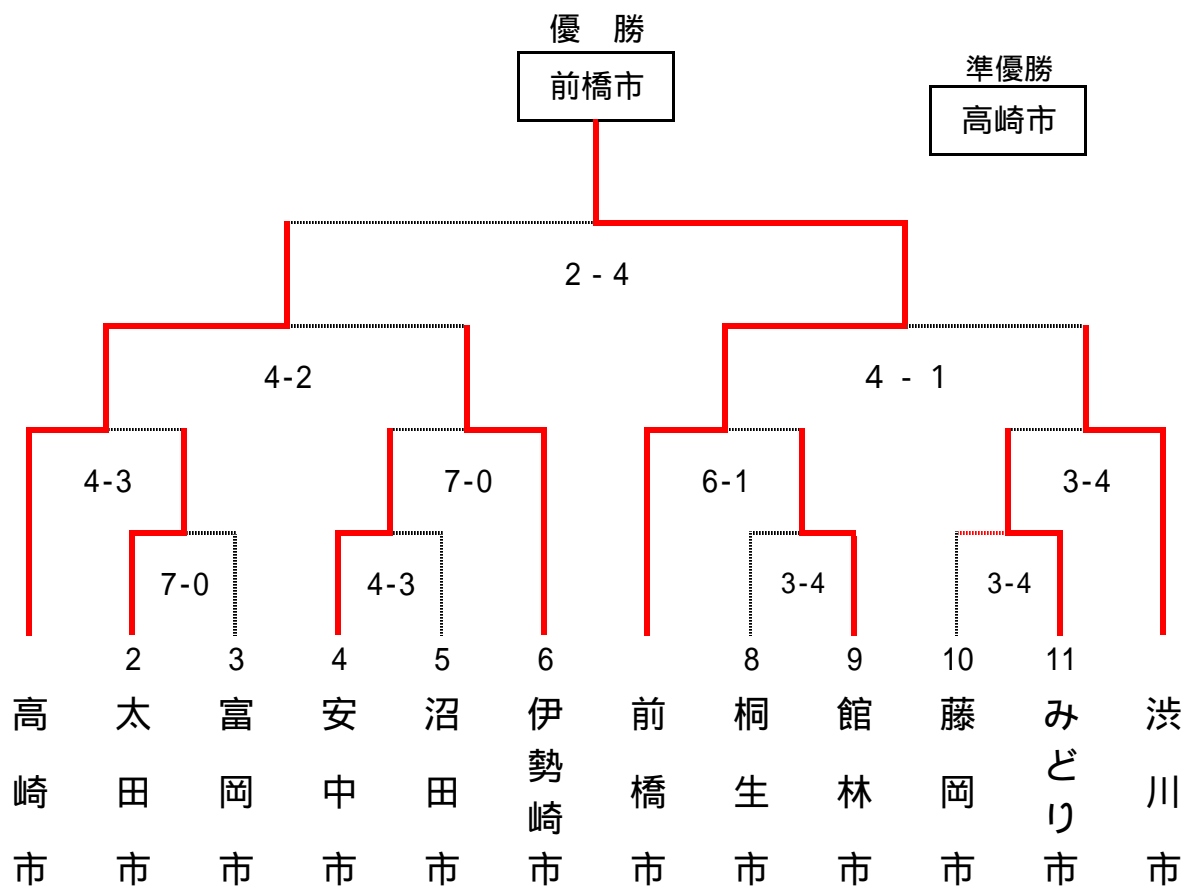 優　勝
前橋市
準優勝
高崎市
2 - 4
4-2
4 - 1
4-3
7-0
6-1
3-4
7-0
4-3
3-4
3-4
2
3
4
5
6
8
9
10
11
高崎市
太田市
富岡市
安中市
沼田市
伊勢崎市
前橋市
桐生市
館林市
藤岡市
みどり市
渋川市